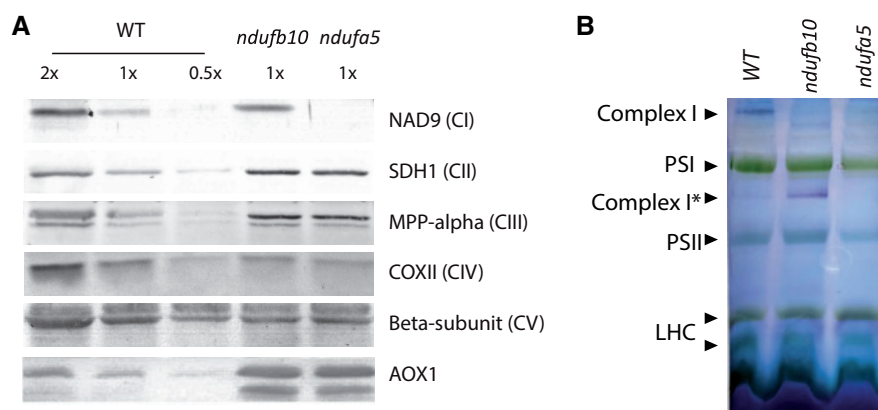 A
WT
ndufb10 ndufa5
2x 1x 0.5x 1x 1x
NAD9 (CI)
SDH1 (CII)
MPP-alpha (CIII)
COXII (CIV)
Beta-subunit (CV)
AOX1
B
WT
ndufb10
ndufa5
Complex I
PSI
Complex I*
PSII
LHC